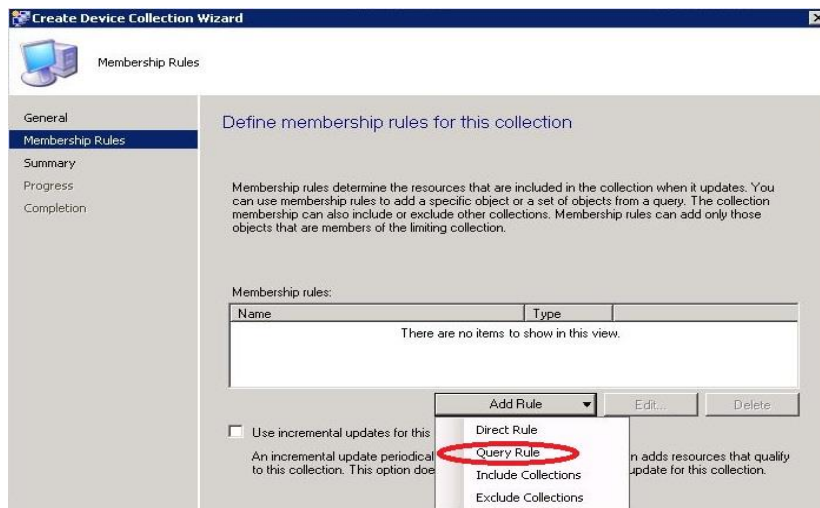 Create Device Collection Wizard
Membership Rules
General
Membership Rules
Summary
Progress
Completion
Define membership rules for this collection
Membership rules determine the resources that are included in the collection when it updates. You
can use membership rules to add a specific object or a set of objects from a query. The collection
membership can also include or exclude other collections. Membership rules can add only those
objects that are members of the limiting collection.
Membership rules:
Name Type
There are no items to show in this view.
Add Rule Edit... Delete
Use incremental updates for this
Direct Rule
Query Rule
Include Collections
Exclude Collections
An incremental update periodical n adds resources that qualify
to this collection. This option doe update for this collection.